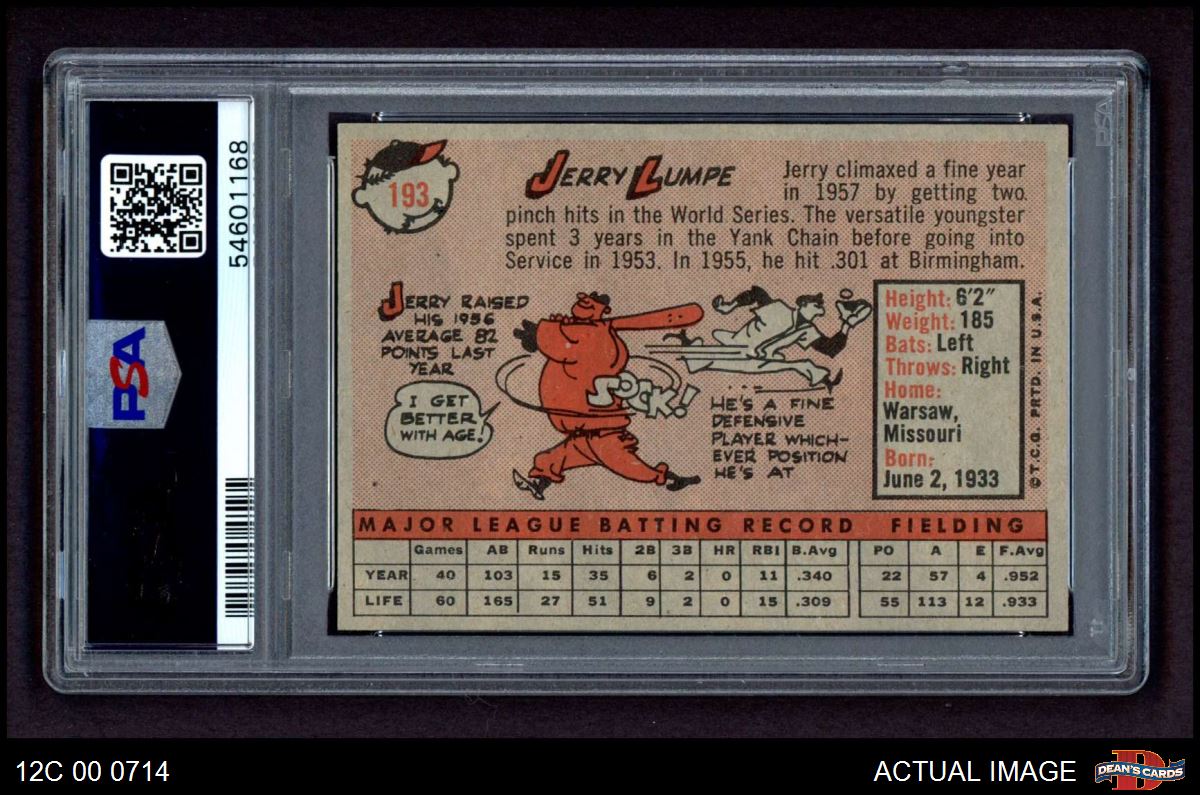 54601168
PSA
PSA
193
JERRY LUMPE
Jerry climaxed a fine year
in 1957 by getting two
pinch hits in the World Series. The versatile youngster
spent 3 years in the Yank Chain before going into
Service in 1953. In 1955, he hit .301 at Birmingham.
JERRY RAISED
HIS 1956
AVERAGE 82
POINTS LAST
YEAR
I GET
BETTER
WITH AGE!
SOCK!
HE'S A FINE
DEFENSIVE
PLAYER WHICH-
EVER POSITION
HE'S AT
Height: 6'2"
Weight: 185
Bats: Left
Throws: Right
Home:
Warsaw,
Missouri
Born:
June 2, 1933
© T.C.G. PRTD. IN U.S.A.
MAJOR LEAGUE BATTING RECORD FIELDING
Games AB Runs Hits 2B 3B HR RBI B.Avg PO A E F.Avg
YEAR 40 103 15 35 6 2 0 11 .340 22 57 4 .952
LIFE 60 165 27 51 9 2 0 15 .309 55 113 12 .933
12C 00 0714
ACTUAL IMAGE
DEAN'S CARDS